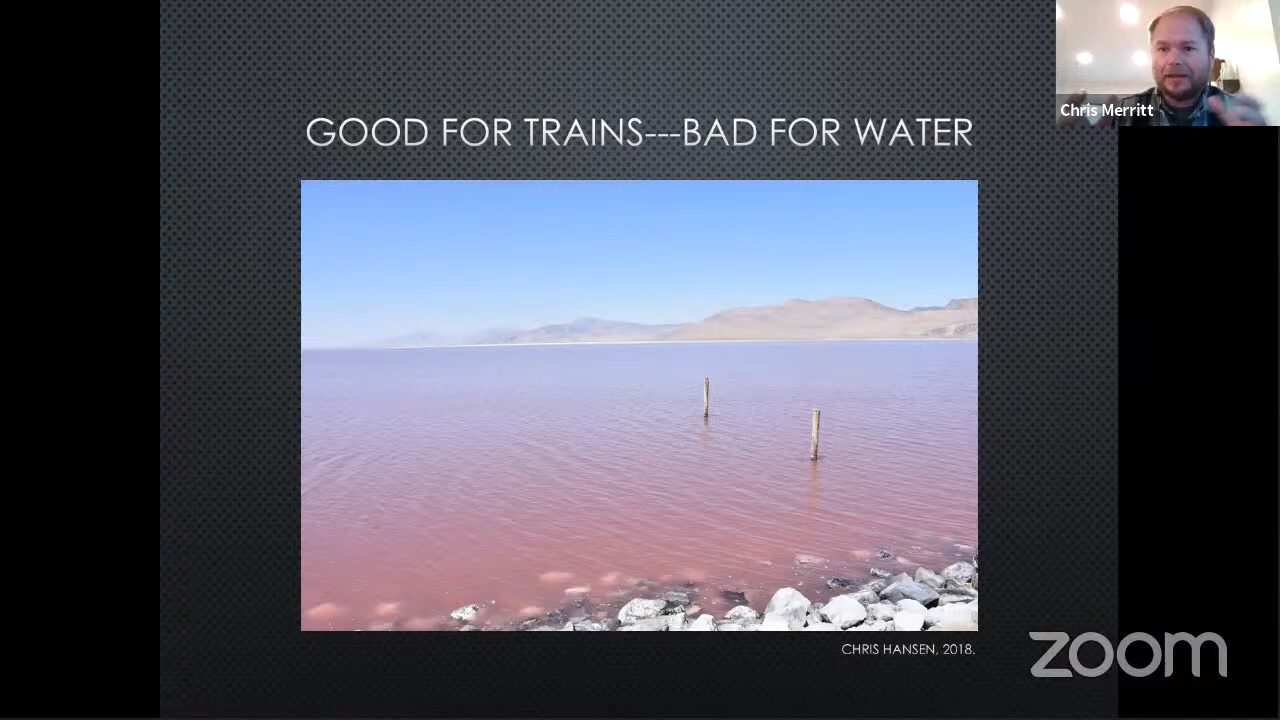 Chris Merritt
GOOD FOR TRAINS---BAD FOR WATER
CHRIS HANSEN, 2018.
zoom